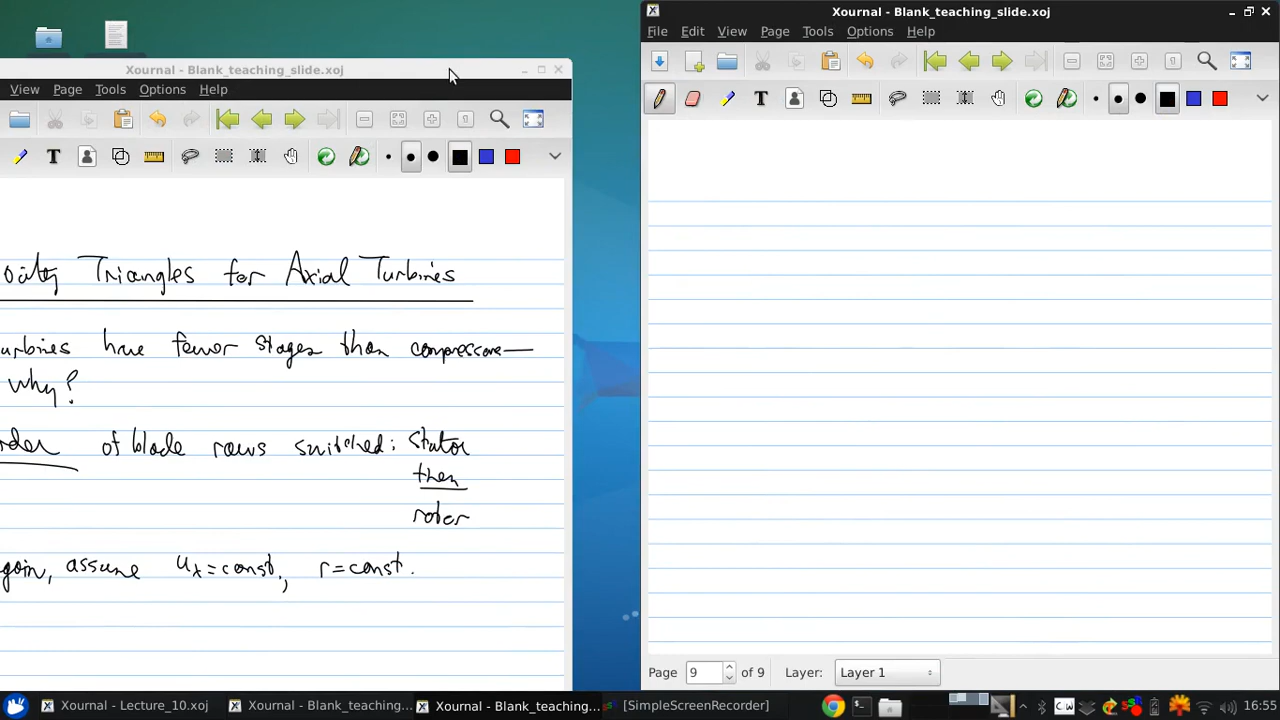 Xournal - Blank_teaching_slide.xoj
File Edit View Page Tools Options Help
Page 9 of 9 Layer: Layer 1
Xournal - Blank_teaching_slide.xoj
View Page Tools Options Help
ocity Triangles for Axial Turbines
urbines have fewer stages than compressors—
why?
rder of blade rows switched: stator
then
rotor
gain, assume ux=const., r=const.
Xournal - Lecture_10.xoj
Xournal - Blank_teaching...
Xournal - Blank_teaching...
[SimpleScreenRecorder]
16:55